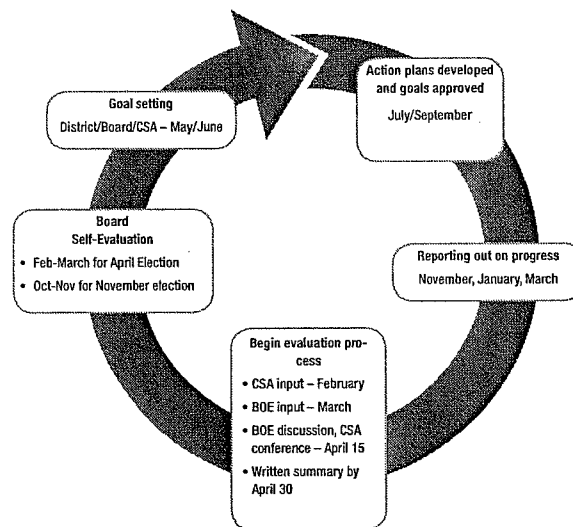 Action plans developed
and goals approved
July/September
Reporting out on progress
November, January, March
Begin evaluation pro-
cess
• CSA input – February
• BOE input – March
• BOE discussion, CSA
conference – April 15
• Written summary by
April 30
Board
Self-Evaluation
• Feb-March for April Election
• Oct-Nov for November election
Goal setting
District/Board/CSA – May/June